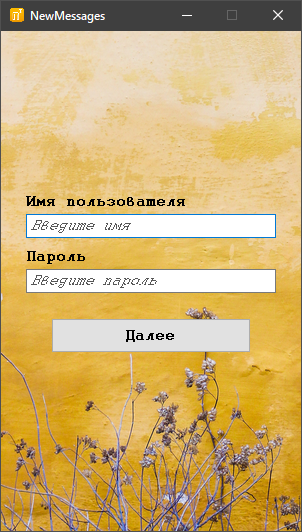 NewMessages
Имя пользователя
Введите имя
Пароль
Введите пароль
Далее